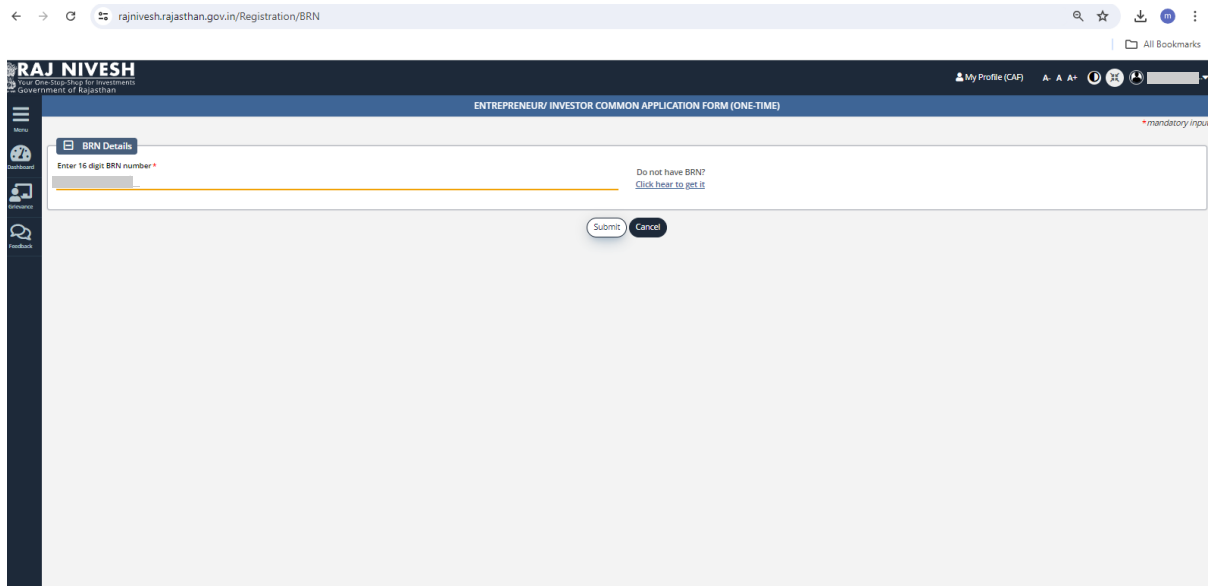 rajnivesh.rajasthan.gov.in/Registration/BRN
m
All Bookmarks
RAJ NIVESH
Your One-Stop-Shop for Investments
Government of Rajasthan
My Profile (CAF) A- A A+
ENTREPRENEUR/ INVESTOR COMMON APPLICATION FORM (ONE-TIME)
*mandatory input
Menu
Dashboard
Grievance
Feedback
BRN Details
Enter 16 digit BRN number*
Do not have BRN?
Click hear to get it
Submit Cancel